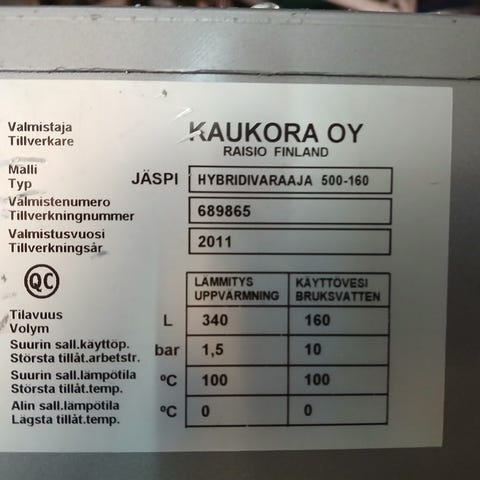 Valmistaja
Tillverkare
KAUKORA OY
RAISIO FINLAND
Malli
Typ
JÄSPI HYBRIDIVARAAJA 500-160
Valmistenumero
Tillverkningnummer
689865
Valmistusvuosi
Tillverkningsår
2011
QC
LÄMMITYS
UPPVÄRMNING
KÄYTTÖVESI
BRUKSVATTEN
Tilavuus
Volym
L 340 160
Suurin sall.käyttöp.
Största tillåt.arbetstr.
bar 1,5 10
Suurin sall.lämpötila
Största tillåt.temp.
ºC 100 100
Alin sall.lämpötila
Lägsta tillåt.temp.
ºC 0 0